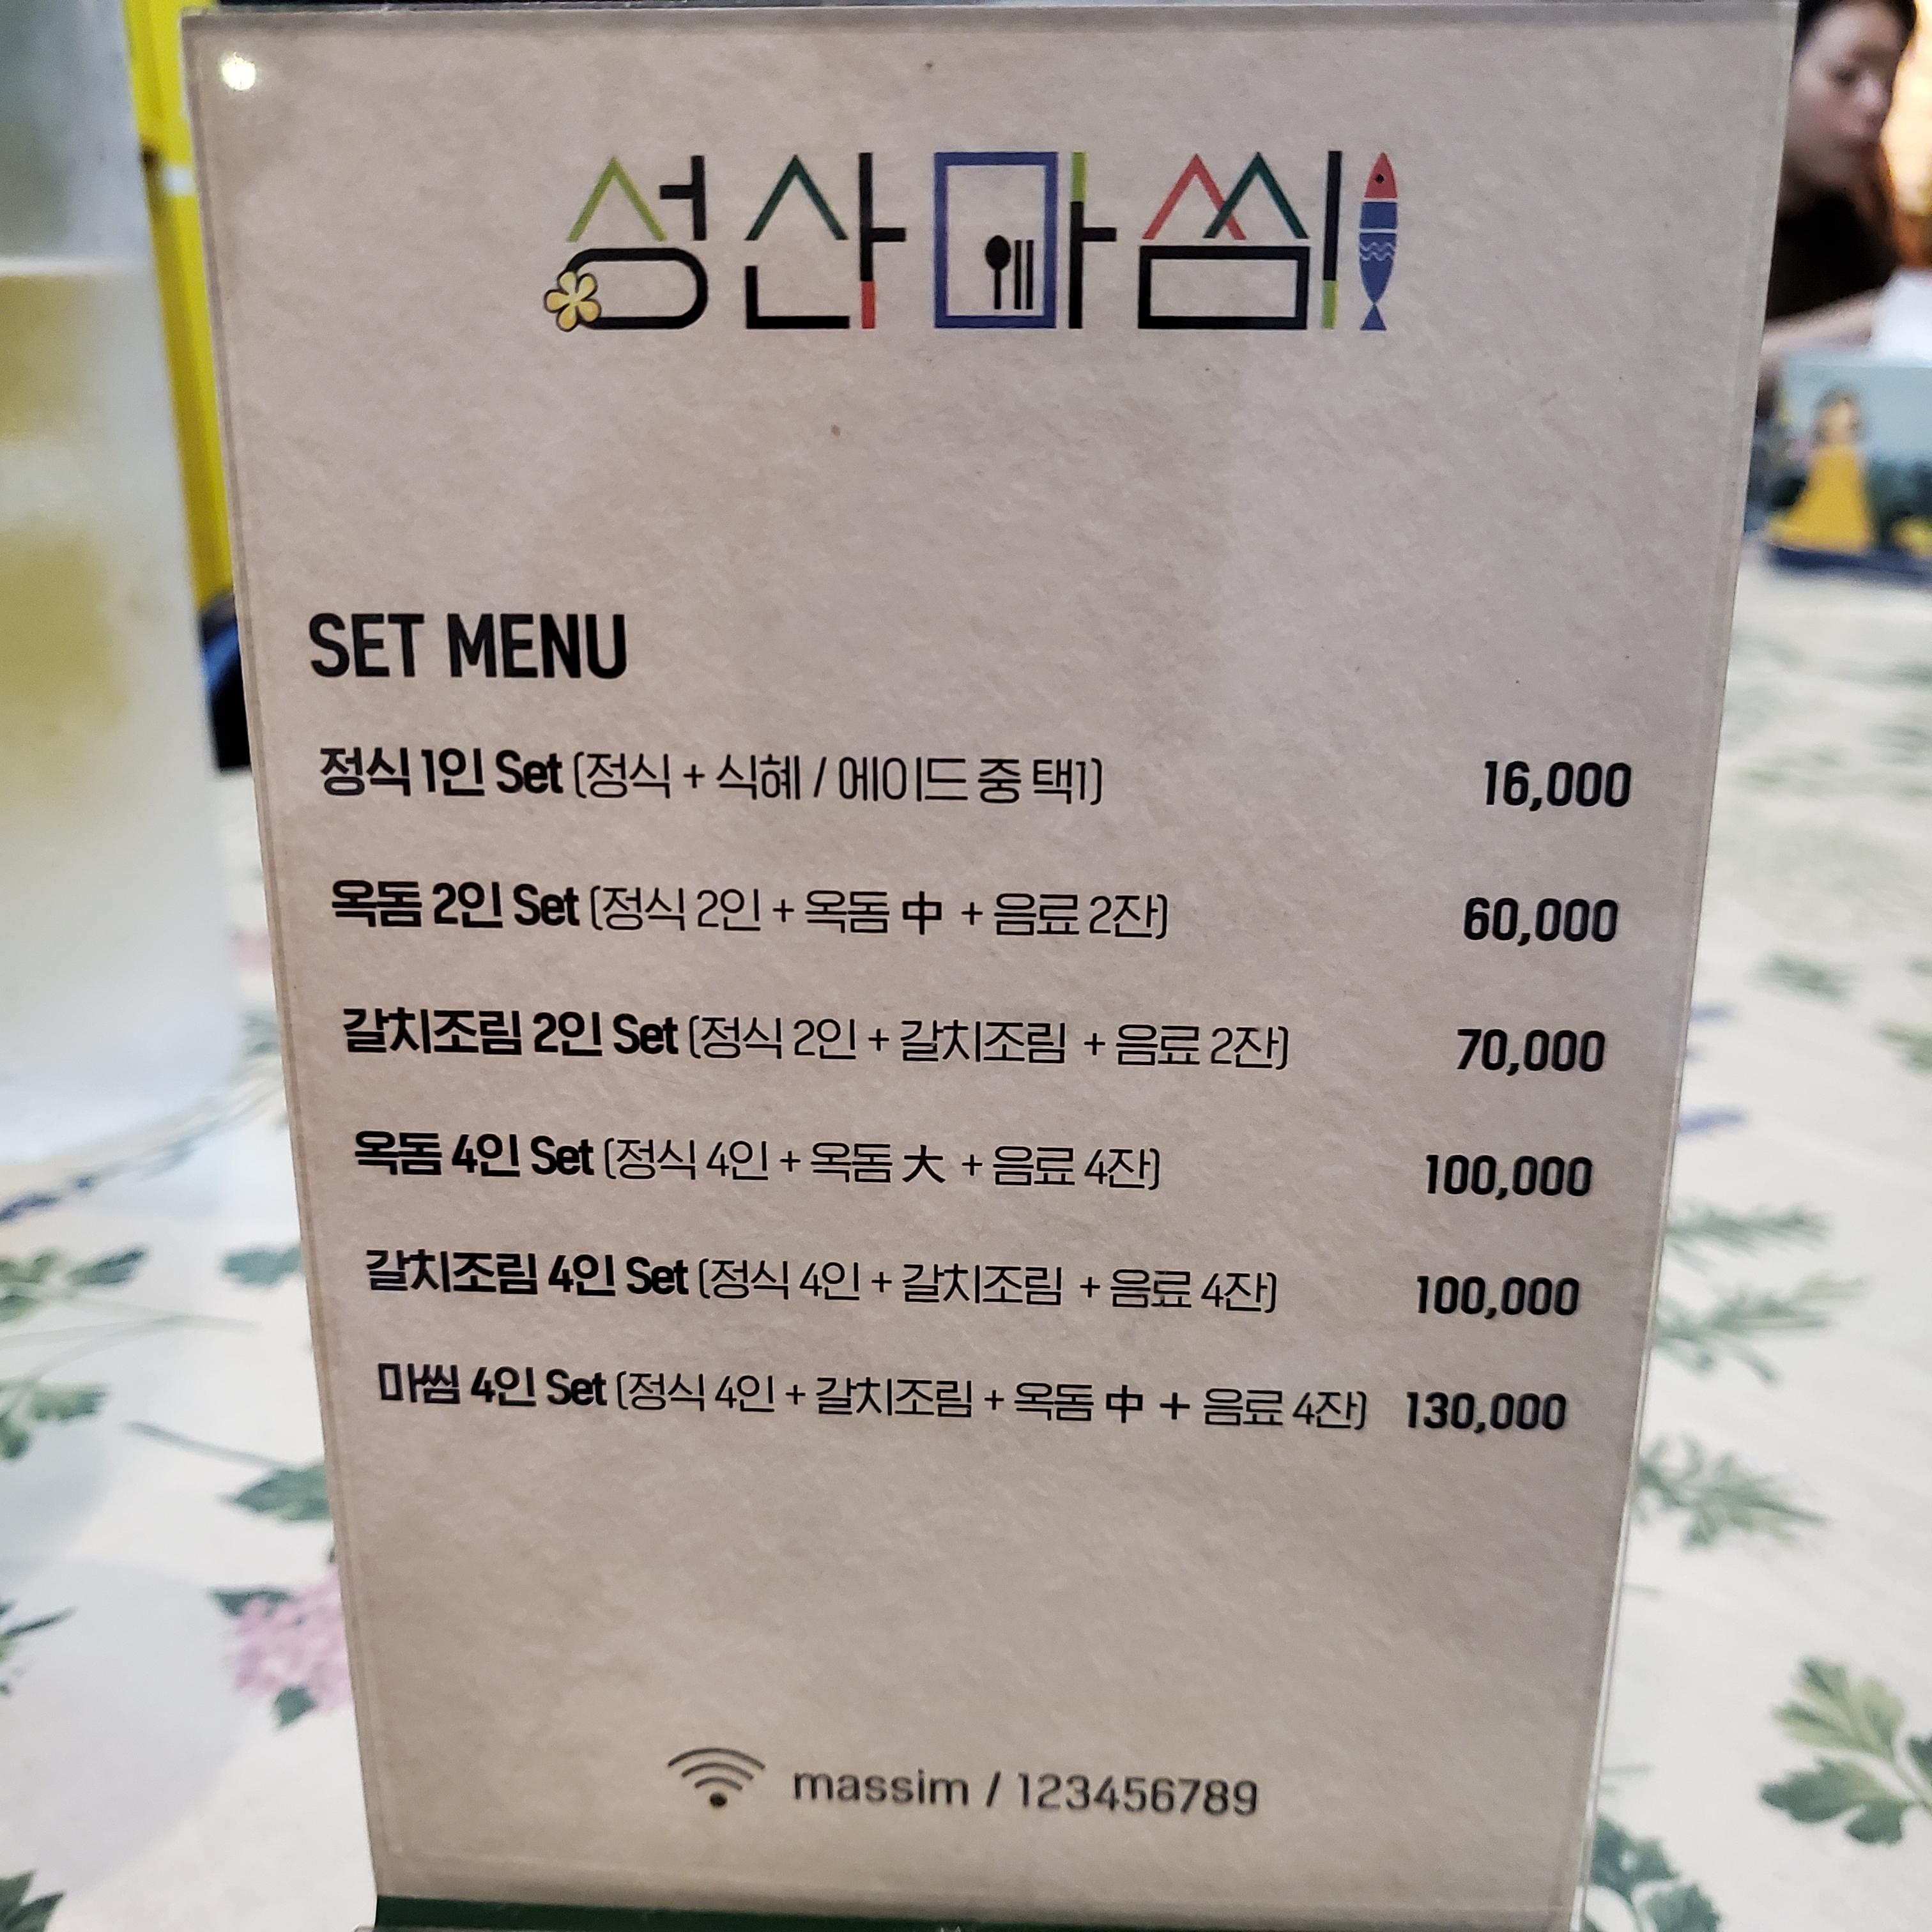 성산마씸
SET MENU
정식 1인 Set (정식 + 식혜 / 에이드 중 택1) 16,000
옥돔 2인 Set (정식 2인 + 옥돔 中 + 음료 2잔) 60,000
갈치조림 2인 Set (정식 2인 + 갈치조림 + 음료 2잔) 70,000
옥돔 4인 Set (정식 4인 + 옥돔 大 + 음료 4잔) 100,000
갈치조림 4인 Set (정식 4인 + 갈치조림 + 음료 4잔) 100,000
마씸 4인 Set (정식 4인 + 갈치조림 + 옥돔 中 + 음료 4잔) 130,000
massim / 123456789